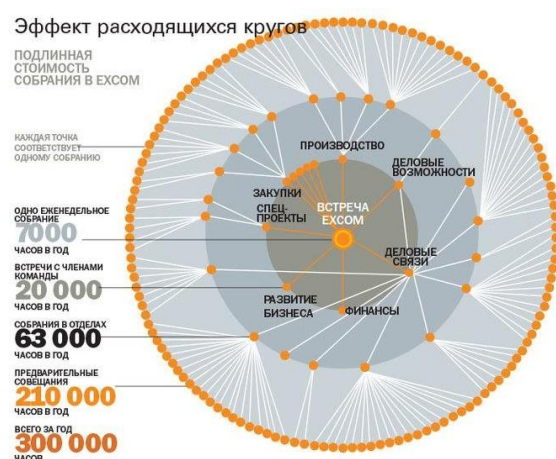 Эффект расходящихся кругов
ПОДЛИННАЯ
СТОИМОСТЬ
СОБРАНИЯ В EXCOM
КАЖДАЯ ТОЧКА
СООТВЕТСТВУЕТ
ОДНОМУ СОБРАНИЮ
ПРОИЗВОДСТВО
ДЕЛОВЫЕ
ВОЗМОЖНОСТИ
ЗАКУПКИ
СПЕЦ-
ПРОЕКТЫ
ВСТРЕЧА
EXCOM
ДЕЛОВЫЕ
СВЯЗИ
РАЗВИТИЕ
БИЗНЕСА
ФИНАНСЫ
ОДНО ЕЖЕНЕДЕЛЬНОЕ
СОБРАНИЕ
7000
ЧАСОВ В ГОД
ВСТРЕЧИ С ЧЛЕНАМИ
КОМАНДЫ
20 000
ЧАСОВ В ГОД
СОБРАНИЯ В ОТДЕЛАХ
63 000
ЧАСОВ В ГОД
ПРЕДВАРИТЕЛЬНЫЕ
СОВЕЩАНИЯ
210 000
ЧАСОВ В ГОД
ВСЕГО ЗА ГОД
300 000
ЧАСОВ